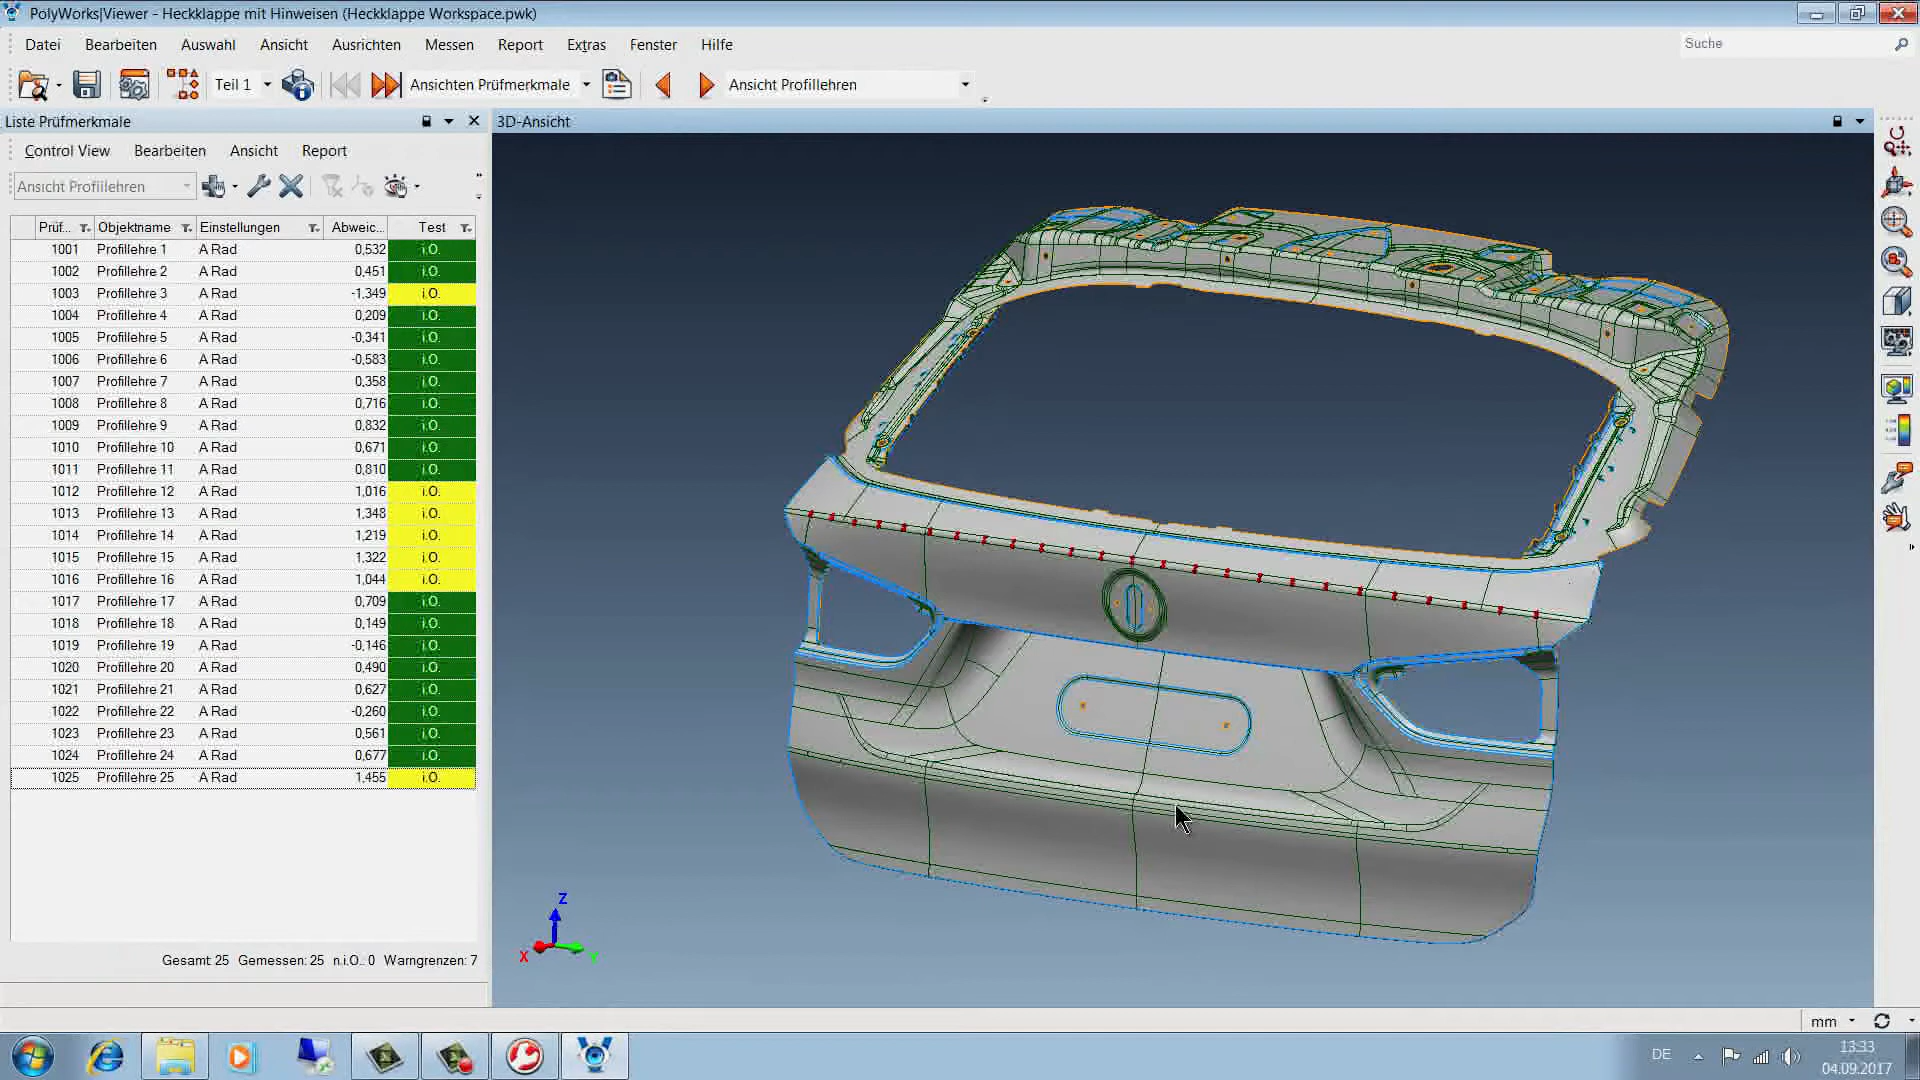 PolyWorks|Viewer - Heckklappe mit Hinweisen (Heckklappe Workspace.pwk)
Datei Bearbeiten Auswahl Ansicht Ausrichten Messen Report Extras Fenster Hilfe Suche
Teil 1 Ansichten Prüfmerkmale Ansicht Profillehren
Liste Prüfmerkmale
3D-Ansicht
Control View Bearbeiten Ansicht Report
Ansicht Profillehren
Prüf... Objektname Einstellungen Abweic... Test
1001 Profillehre 1 A Rad 0,532 i.O.
1002 Profillehre 2 A Rad 0,451 i.O.
1003 Profillehre 3 A Rad -1,349 i.O.
1004 Profillehre 4 A Rad 0,209 i.O.
1005 Profillehre 5 A Rad -0,341 i.O.
1006 Profillehre 6 A Rad -0,583 i.O.
1007 Profillehre 7 A Rad 0,358 i.O.
1008 Profillehre 8 A Rad 0,716 i.O.
1009 Profillehre 9 A Rad 0,832 i.O.
1010 Profillehre 10 A Rad 0,671 i.O.
1011 Profillehre 11 A Rad 0,810 i.O.
1012 Profillehre 12 A Rad 1,016 i.O.
1013 Profillehre 13 A Rad 1,348 i.O.
1014 Profillehre 14 A Rad 1,219 i.O.
1015 Profillehre 15 A Rad 1,322 i.O.
1016 Profillehre 16 A Rad 1,044 i.O.
1017 Profillehre 17 A Rad 0,709 i.O.
1018 Profillehre 18 A Rad 0,149 i.O.
1019 Profillehre 19 A Rad -0,146 i.O.
1020 Profillehre 20 A Rad 0,490 i.O.
1021 Profillehre 21 A Rad 0,627 i.O.
1022 Profillehre 22 A Rad -0,260 i.O.
1023 Profillehre 23 A Rad 0,561 i.O.
1024 Profillehre 24 A Rad 0,677 i.O.
1025 Profillehre 25 A Rad 1,455 i.O.
Gesamt: 25 Gemessen: 25 n.i.O.: 0 Warngrenzen: 7
Z
X Y
mm
DE
13:33
04.09.2017